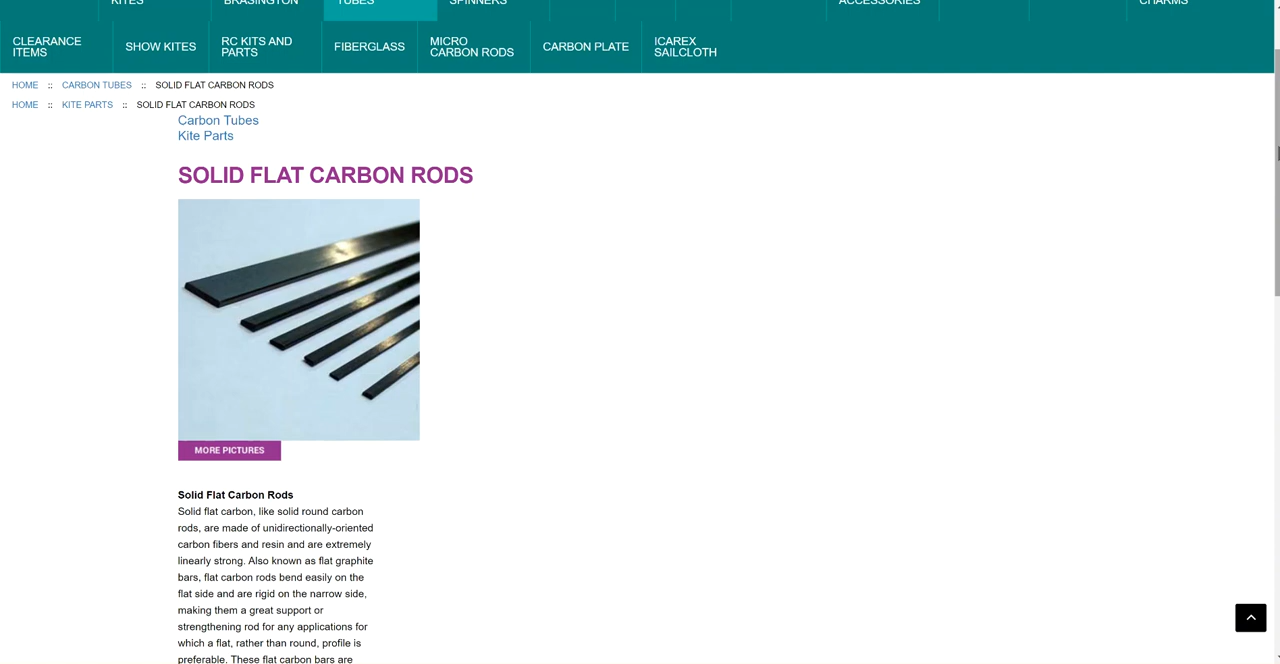 KITES
BRASINGTON
TUBES
SPINNERS
ACCESSORIES
CHARMS
CLEARANCE
ITEMS
SHOW KITES
RC KITS AND
PARTS
FIBERGLASS
MICRO
CARBON RODS
CARBON PLATE
ICAREX
SAILCLOTH
HOME :: CARBON TUBES :: SOLID FLAT CARBON RODS
HOME :: KITE PARTS :: SOLID FLAT CARBON RODS
Carbon Tubes
Kite Parts
SOLID FLAT CARBON RODS
MORE PICTURES
Solid Flat Carbon Rods
Solid flat carbon, like solid round carbon
rods, are made of unidirectionally-oriented
carbon fibers and resin and are extremely
linearly strong. Also known as flat graphite
bars, flat carbon rods bend easily on the
flat side and are rigid on the narrow side,
making them a great support or
strengthening rod for any applications for
which a flat, rather than round, profile is
preferable. These flat carbon bars are